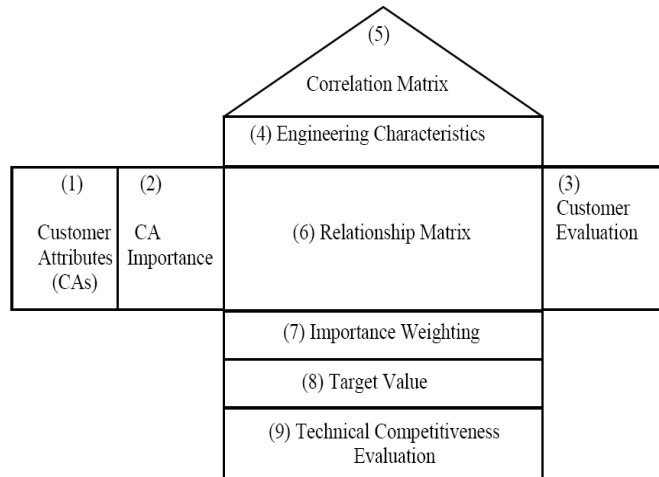 (5)
Correlation Matrix
(4) Engineering Characteristics
(1)
Customer
Attributes
(CAs)
(2)
CA
Importance
(6) Relationship Matrix
(3)
Customer
Evaluation
(7) Importance Weighting
(8) Target Value
(9) Technical Competitiveness
Evaluation